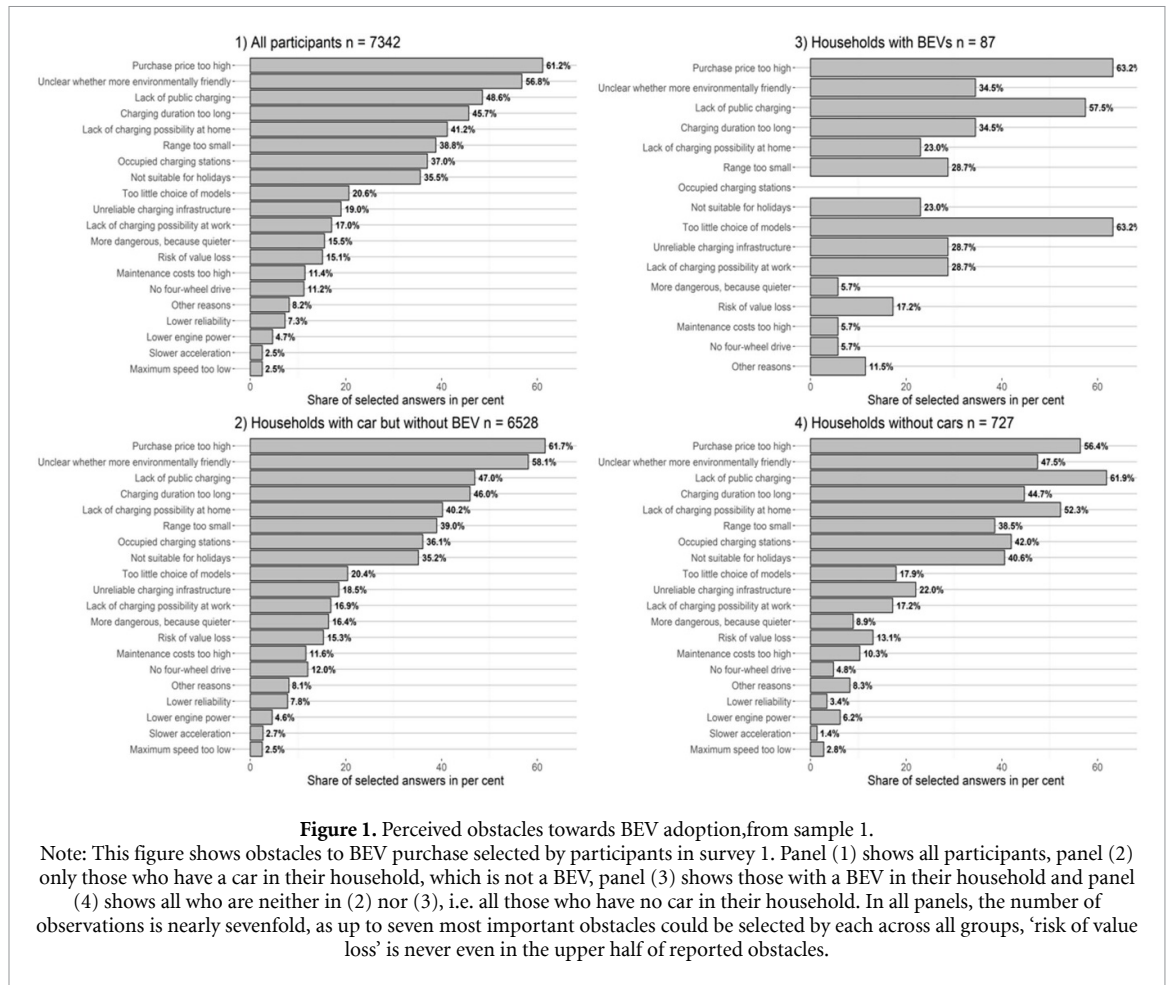 1) All participants n = 7342
Purchase price too high
61.2%
Unclear whether more environmentally friendly
56.8%
Lack of public charging
48.6%
Charging duration too long
45.7%
Lack of charging possibility at home
41.2%
Range too small
38.8%
Occupied charging stations
37.0%
Not suitable for holidays
35.5%
Too little choice of models
20.6%
Unreliable charging infrastructure
19.0%
Lack of charging possibility at work
17.0%
More dangerous, because quieter
15.5%
Risk of value loss
15.1%
Maintenance costs too high
11.4%
No four-wheel drive
11.2%
Other reasons
8.2%
Lower reliability
7.3%
Lower engine power
4.7%
Slower acceleration
2.5%
Maximum speed too low
2.5%
0 20 40 60
Share of selected answers in per cent
3) Households with BEVs n = 87
Purchase price too high
63.2%
Unclear whether more environmentally friendly
34.5%
Lack of public charging
57.5%
Charging duration too long
34.5%
Lack of charging possibility at home
23.0%
Range too small
28.7%
Occupied charging stations
Not suitable for holidays
23.0%
Too little choice of models
63.2%
Unreliable charging infrastructure
28.7%
Lack of charging possibility at work
28.7%
More dangerous, because quieter
5.7%
Risk of value loss
17.2%
Maintenance costs too high
5.7%
No four-wheel drive
5.7%
Other reasons
11.5%
0 20 40 60
Share of selected answers in per cent
2) Households with car but without BEV n = 6528
Purchase price too high
61.7%
Unclear whether more environmentally friendly
58.1%
Lack of public charging
47.0%
Charging duration too long
46.0%
Lack of charging possibility at home
40.2%
Range too small
39.0%
Occupied charging stations
36.1%
Not suitable for holidays
35.2%
Too little choice of models
20.4%
Unreliable charging infrastructure
18.5%
Lack of charging possibility at work
16.9%
More dangerous, because quieter
16.4%
Risk of value loss
15.3%
Maintenance costs too high
11.6%
No four-wheel drive
12.0%
Other reasons
8.1%
Lower reliability
7.8%
Lower engine power
4.6%
Slower acceleration
2.7%
Maximum speed too low
2.5%
0 20 40 60
Share of selected answers in per cent
4) Households without cars n = 727
Purchase price too high
56.4%
Unclear whether more environmentally friendly
47.5%
Lack of public charging
61.9%
Charging duration too long
44.7%
Lack of charging possibility at home
52.3%
Range too small
38.5%
Occupied charging stations
42.0%
Not suitable for holidays
40.6%
Too little choice of models
17.9%
Unreliable charging infrastructure
22.0%
Lack of charging possibility at work
17.2%
More dangerous, because quieter
8.9%
Risk of value loss
13.1%
Maintenance costs too high
10.3%
No four-wheel drive
4.8%
Other reasons
8.3%
Lower reliability
3.4%
Lower engine power
6.2%
Slower acceleration
1.4%
Maximum speed too low
2.8%
0 20 40 60
Share of selected answers in per cent
Figure 1. Perceived obstacles towards BEV adoption,from sample 1.
Note: This figure shows obstacles to BEV purchase selected by participants in survey 1. Panel (1) shows all participants, panel (2)
only those who have a car in their household, which is not a BEV, panel (3) shows those with a BEV in their household and panel
(4) shows all who are neither in (2) nor (3), i.e. all those who have no car in their household. In all panels, the number of
observations is nearly sevenfold, as up to seven most important obstacles could be selected by each across all groups, ‘risk of value
loss’ is never even in the upper half of reported obstacles.